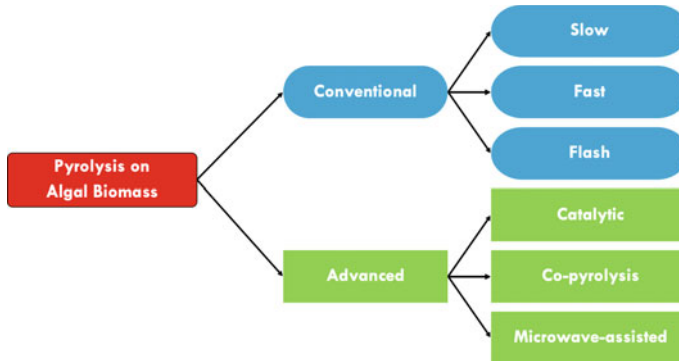 Pyrolysis on
Algal Biomass
Conventional
Slow
Fast
Flash
Advanced
Catalytic
Co-pyrolysis
Microwave-assisted